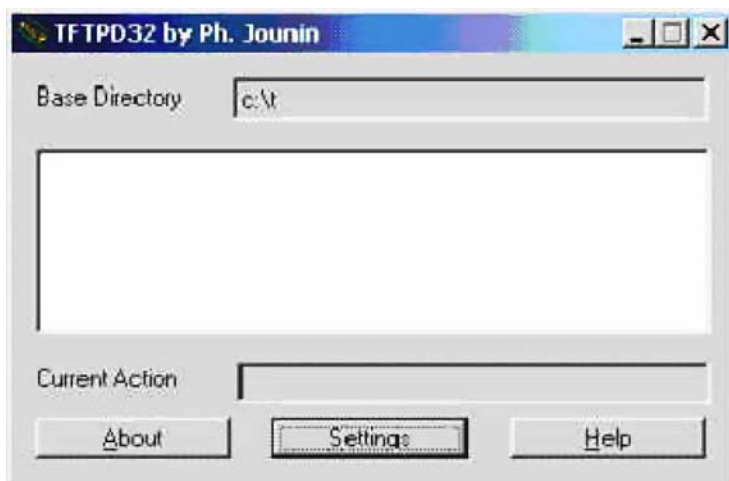 TFTPD32 by Ph. Jounin
Base Directory c:\t
Current Action
About Settings Help